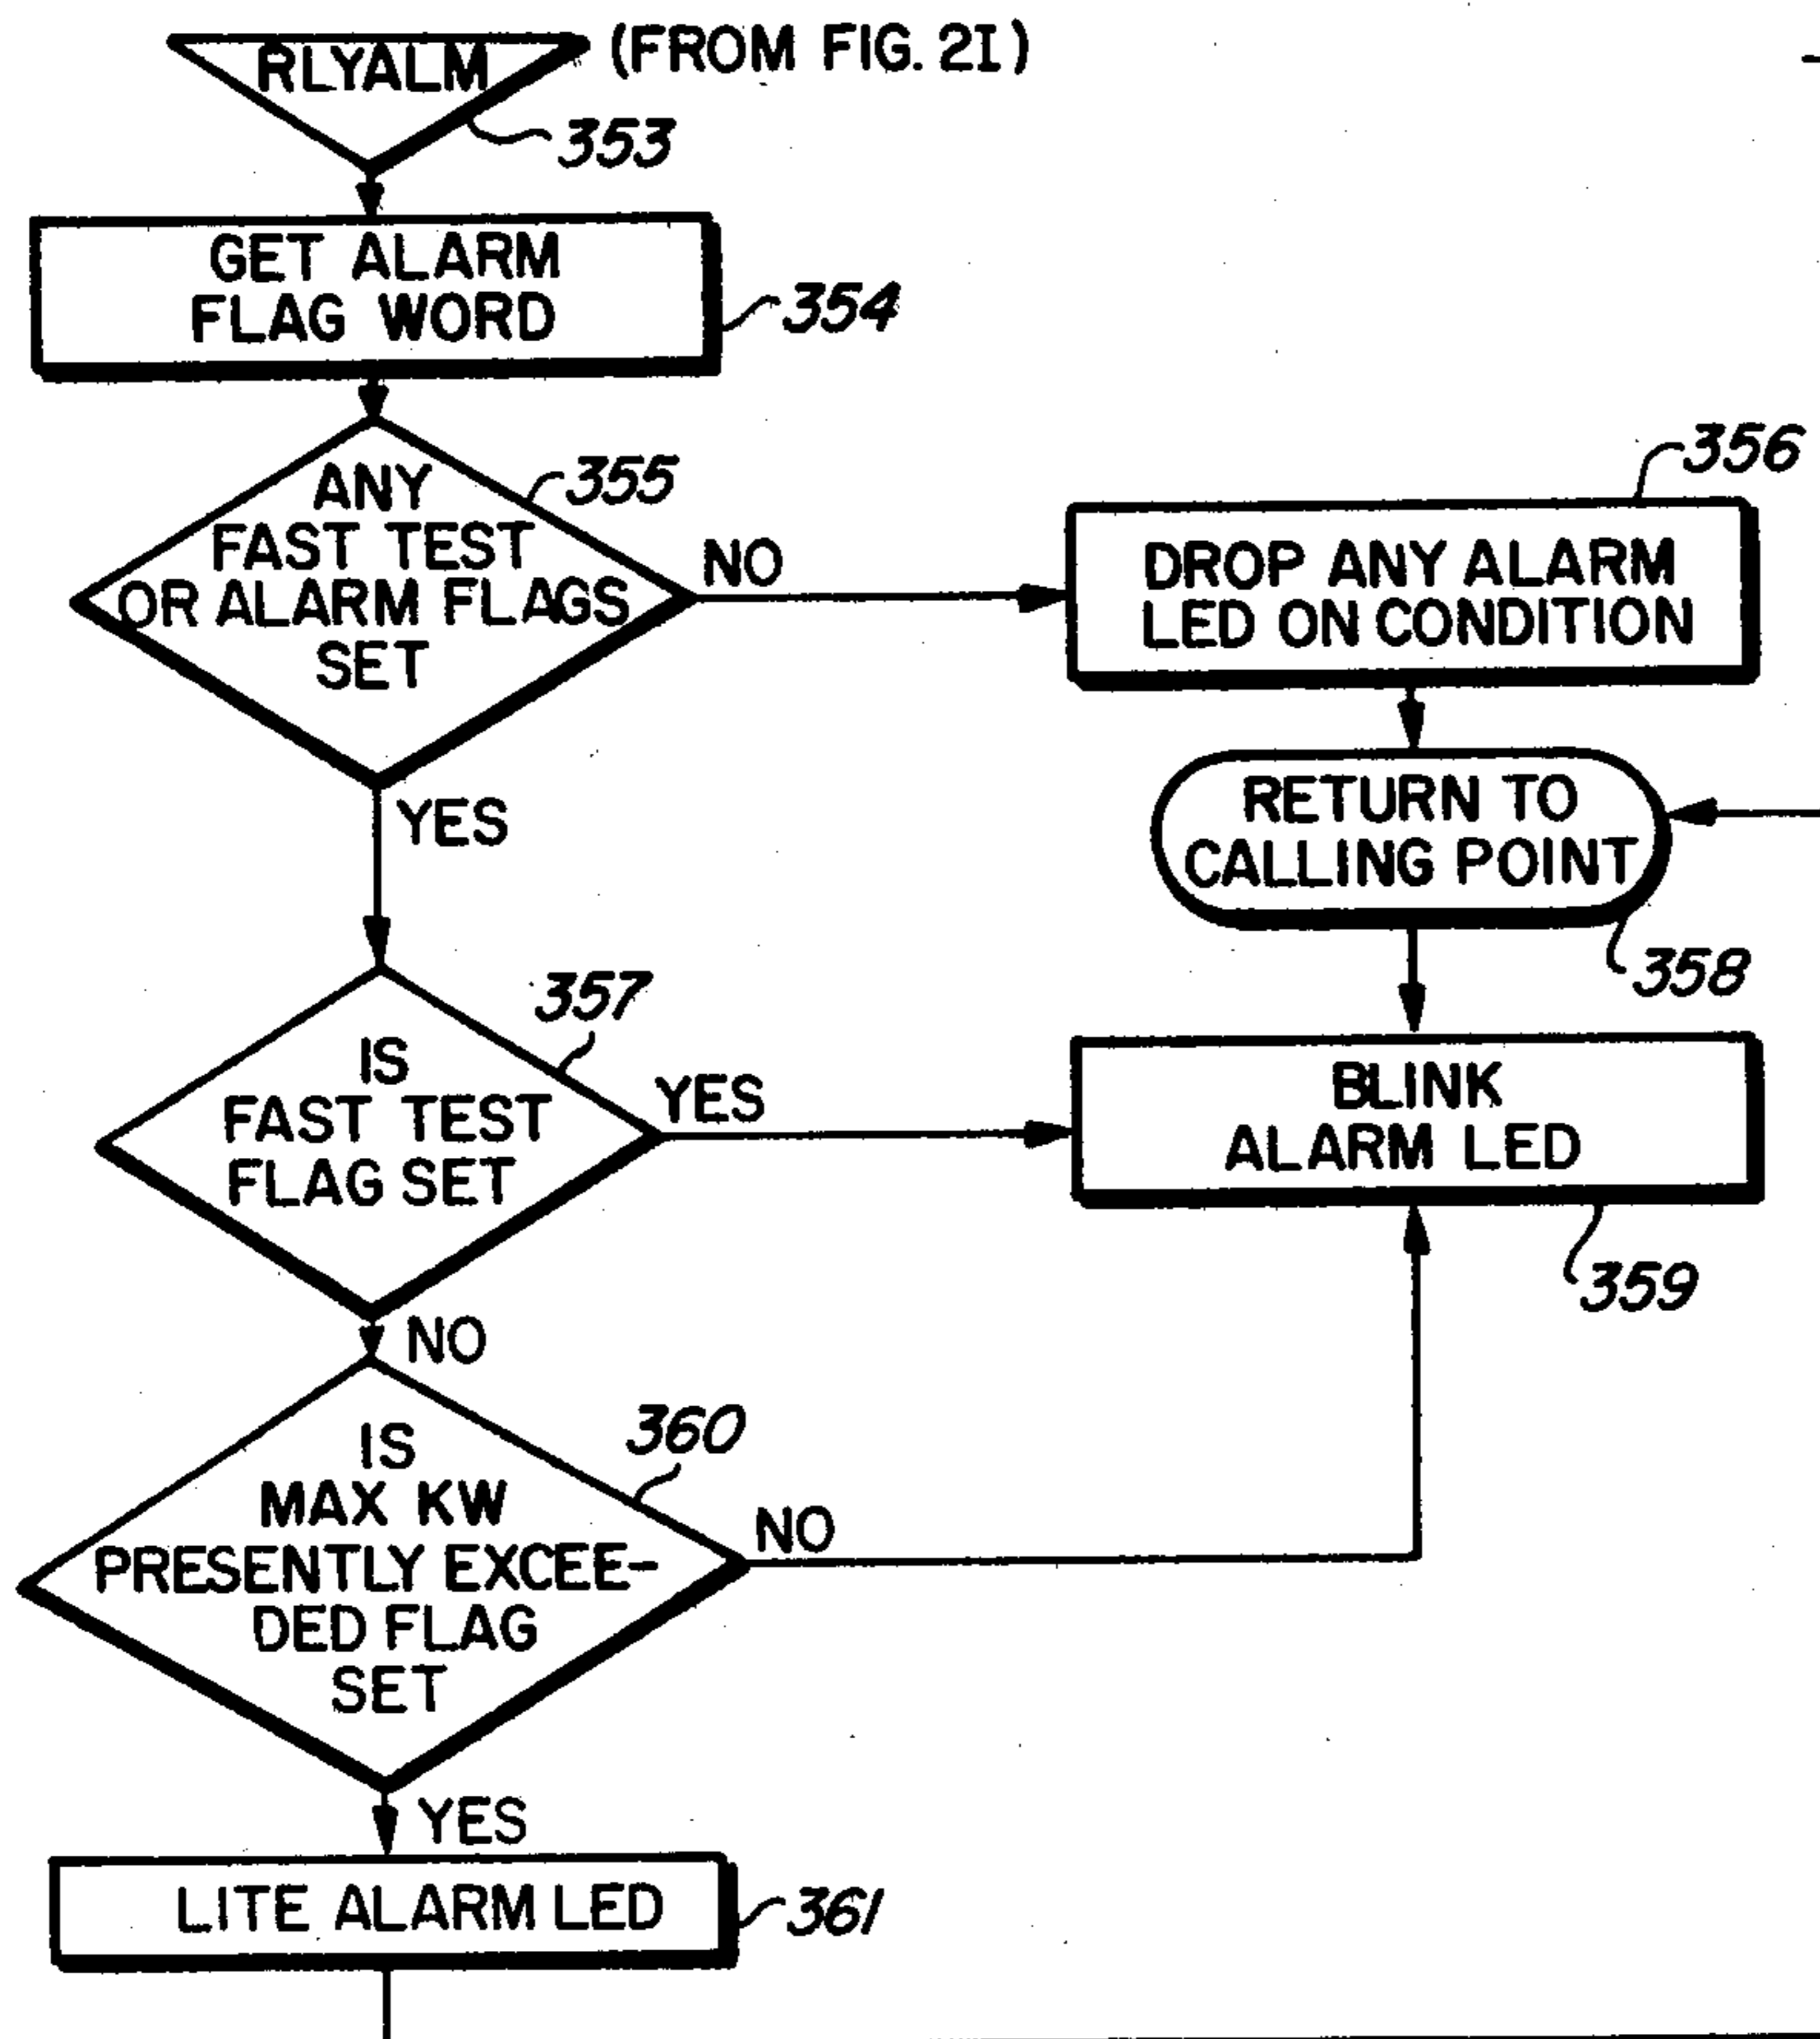 RLYALM
(FROM FIG. 2I)
353
GET ALARM
FLAG WORD
354
ANY
FAST TEST
OR ALARM FLAGS
SET
355
NO
YES
356
DROP ANY ALARM
LED ON CONDITION
RETURN TO
CALLING POINT
358
357
IS
FAST TEST
FLAG SET
YES
NO
BLINK
ALARM LED
359
360
IS
MAX KW
PRESENTLY EXCEE-
DED FLAG
SET
NO
YES
LITE ALARM LED
361